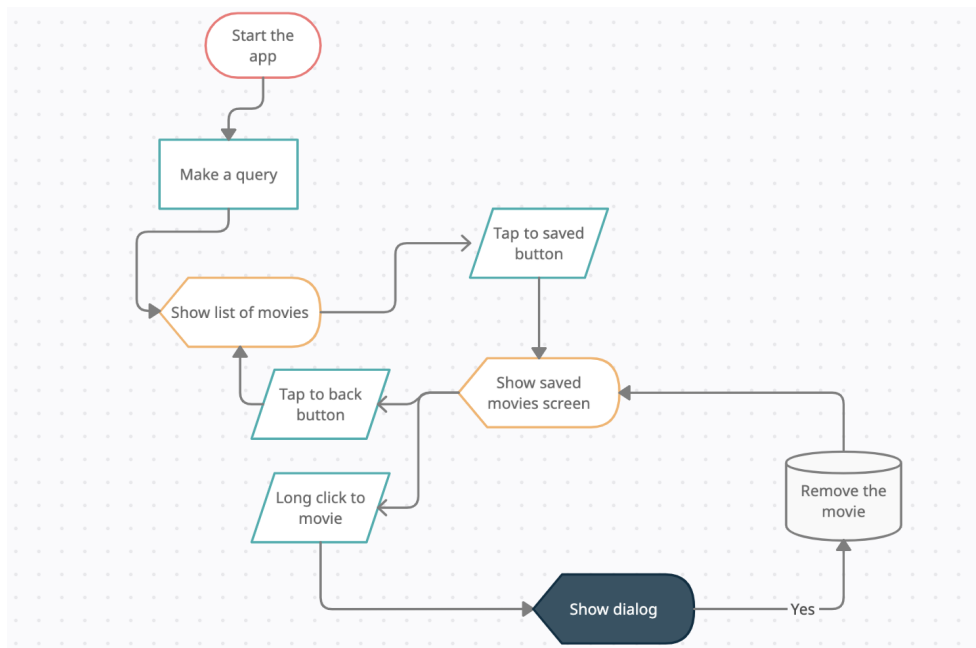 Start the
app
Make a query
Tap to saved
button
Show list of movies
Show saved
movies screen
Tap to back
button
Long click to
movie
Remove the
movie
Show dialog
Yes